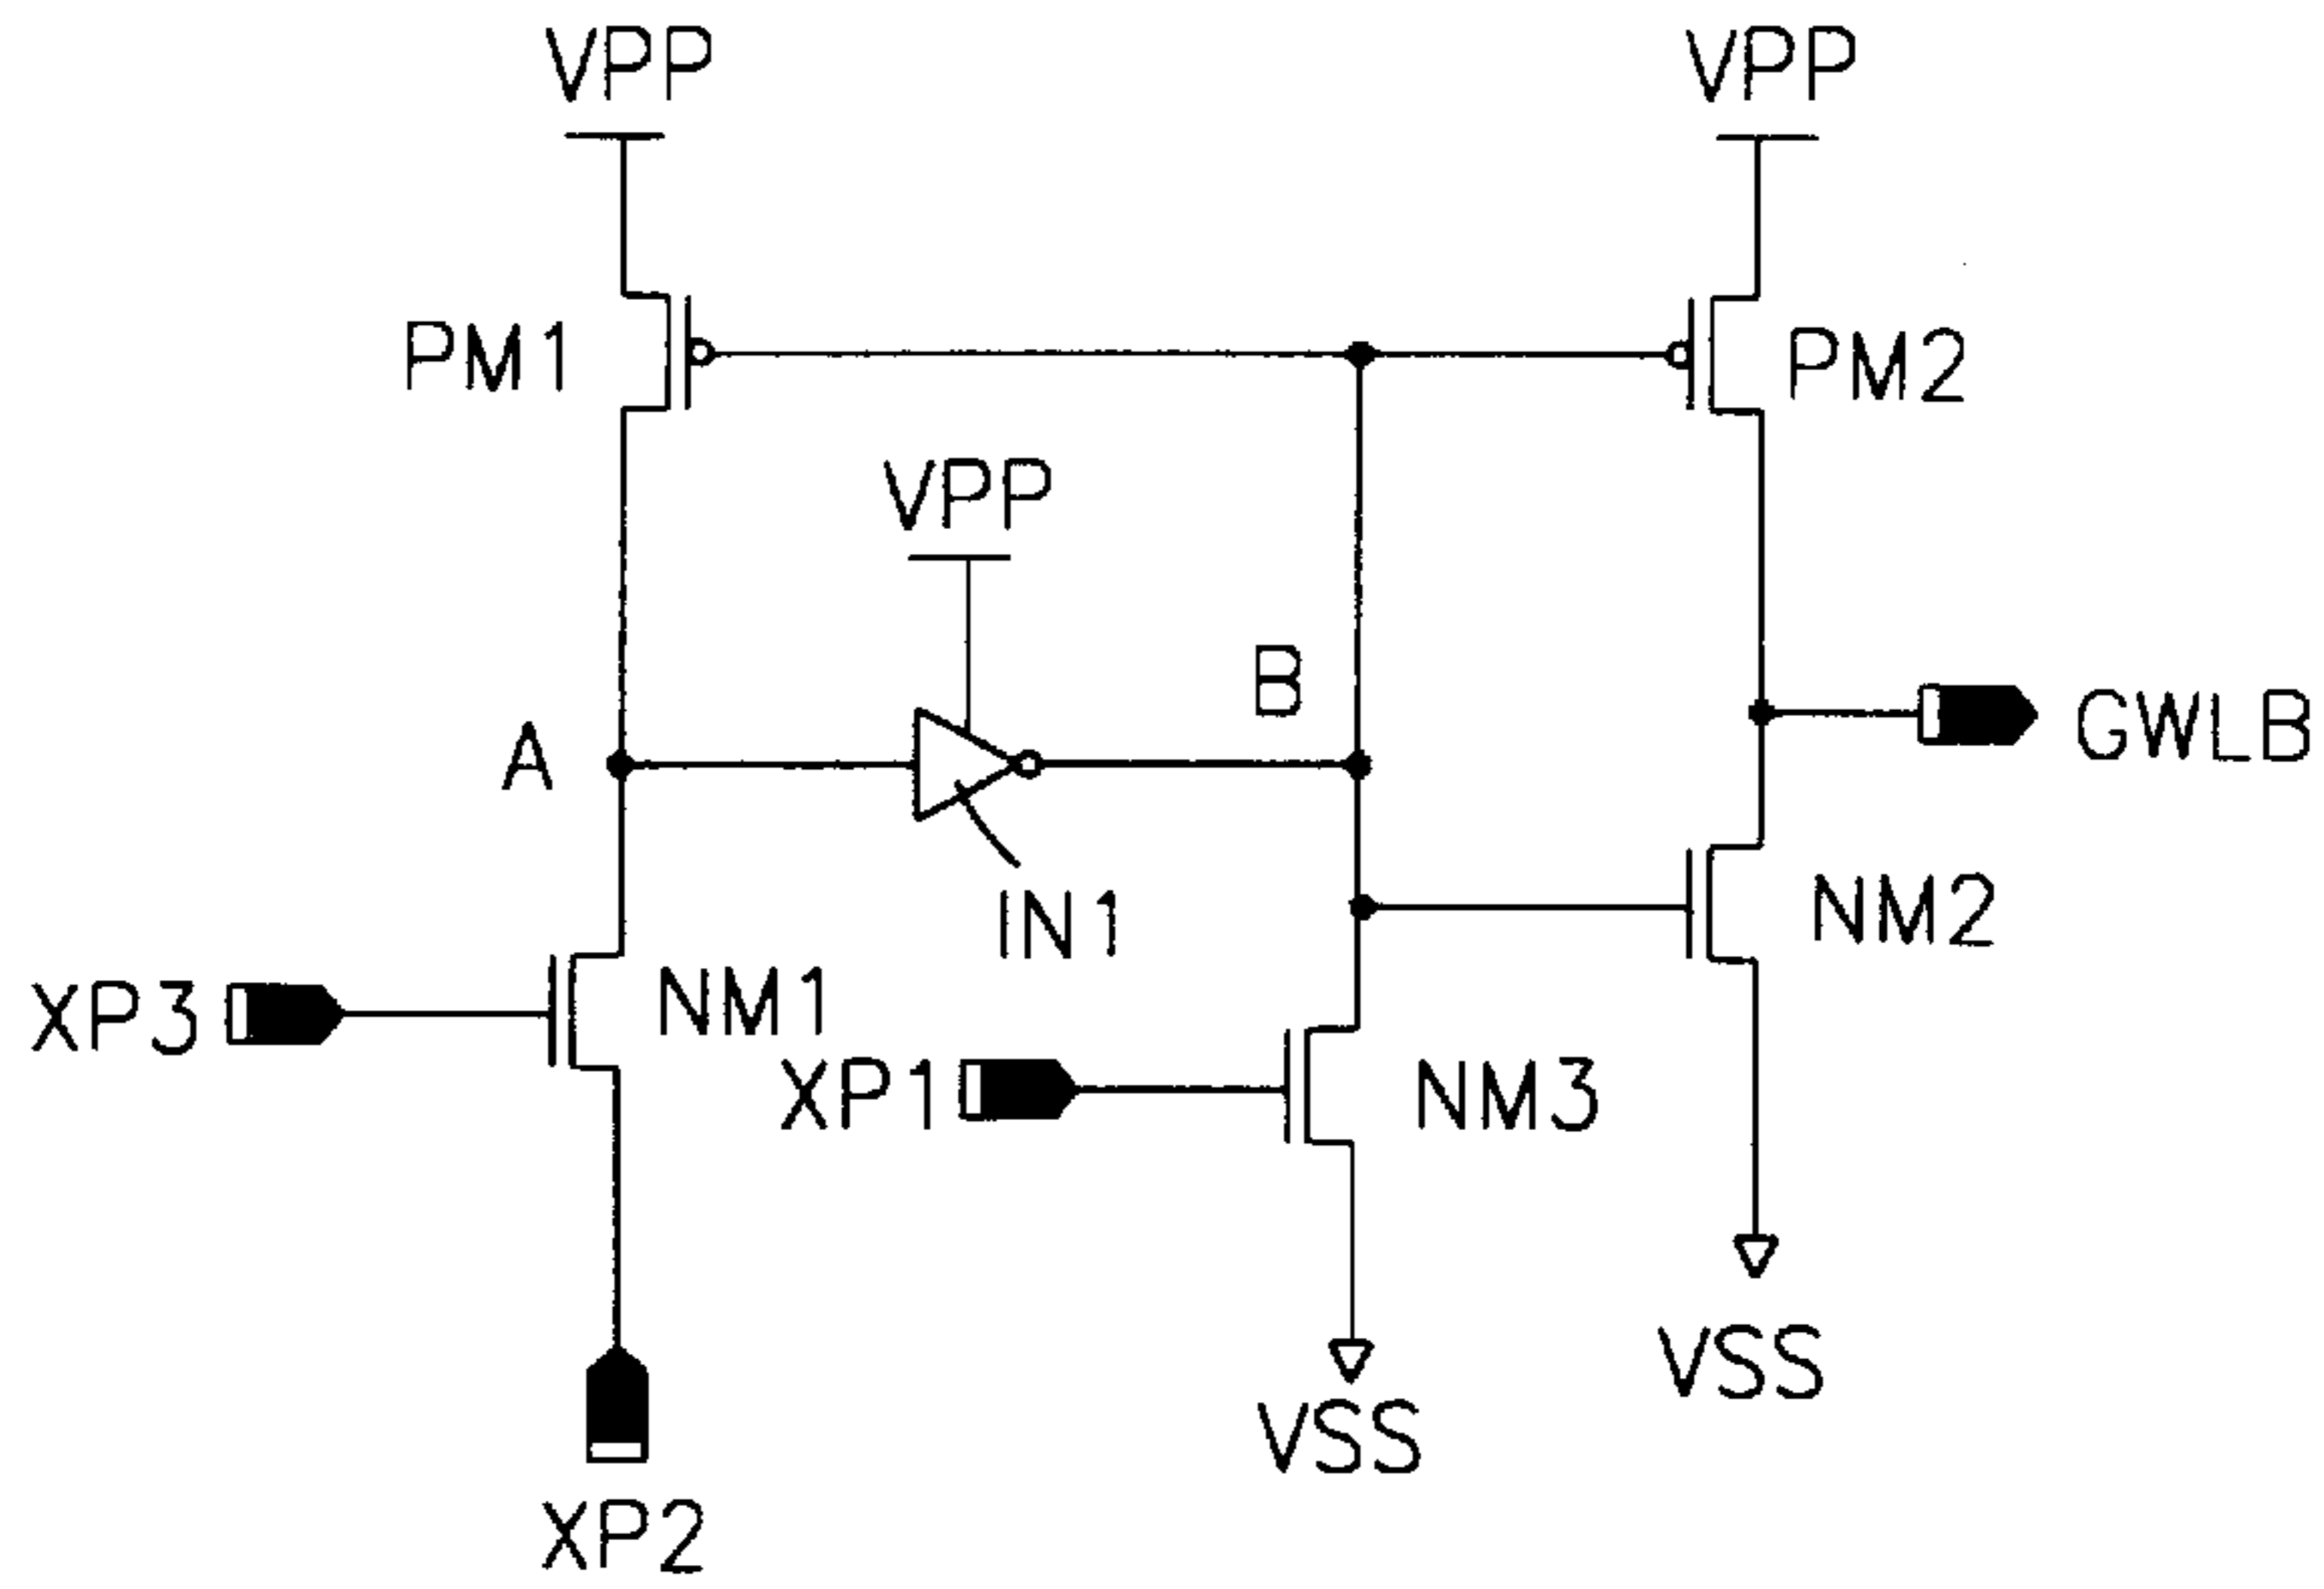 VPP
VPP
PM1
PM2
VPP
B
A
GWLB
IN1
NM2
XP3
NM1
XP1
NM3
VSS
VSS
XP2